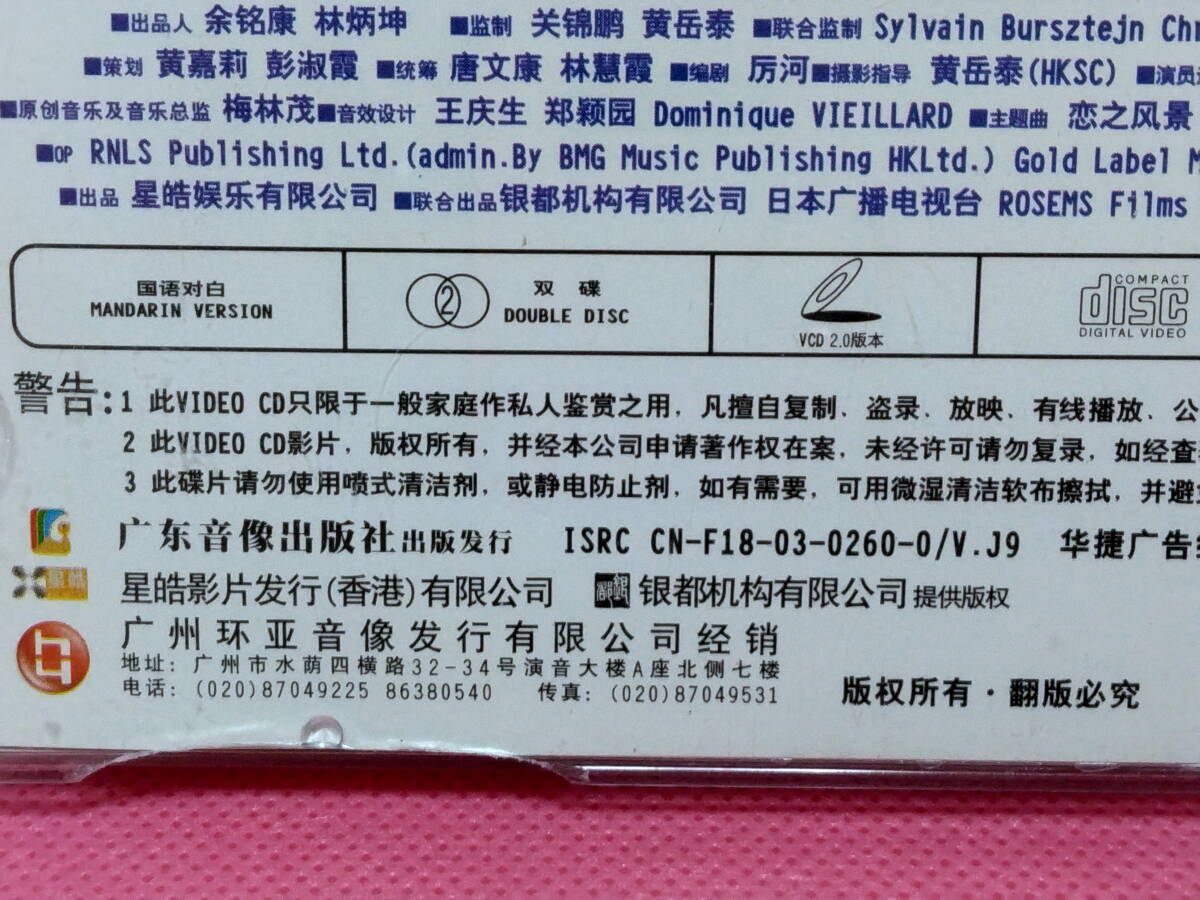 ■出品人 余铭康 林炳坤 ■监制 关锦鹏 黄岳泰 ■联合监制 Sylvain Bursztejn Chr
■策划 黄嘉莉 彭淑霞 ■统筹 唐文康 林慧霞 ■编剧 厉河 ■摄影指导 黄岳泰(HKSC) ■演员
■原创音乐及音乐总监 梅林茂 ■音效设计 王庆生 郑颖园 Dominique VIEILLARD ■主题曲 恋之风景
■OP RNLS Publishing Ltd.(admin.By BMG Music Publishing HKLtd.) Gold Label M
■出品 星皓娱乐有限公司 ■联合出品 银都机构有限公司 日本广播电视台 ROSEMS Films
国语对白
MANDARIN VERSION
2
双 碟
DOUBLE DISC
VCD 2.0版本
COMPACT
disc
DIGITAL VIDEO
警告:1 此VIDEO CD只限于一般家庭作私人鉴赏之用，凡擅自复制、盗录、放映、有线播放、公
2 此VIDEO CD影片，版权所有，并经本公司申请著作权在案，未经许可请勿复录，如经查
3 此碟片请勿使用喷式清洁剂，或静电防止剂，如有需要，可用微湿清洁软布擦拭，并避
广东音像出版社出版发行 ISRC CN-F18-03-0260-0/V.J9 华捷广告
星皓影片发行(香港)有限公司 银都机构有限公司 提供版权
广州环亚音像发行有限公司经销
地址: 广州市水荫四横路32-34号演音大楼A座北侧七楼
电话: (020)87049225 86380540 传真: (020)87049531
版权所有·翻版必究